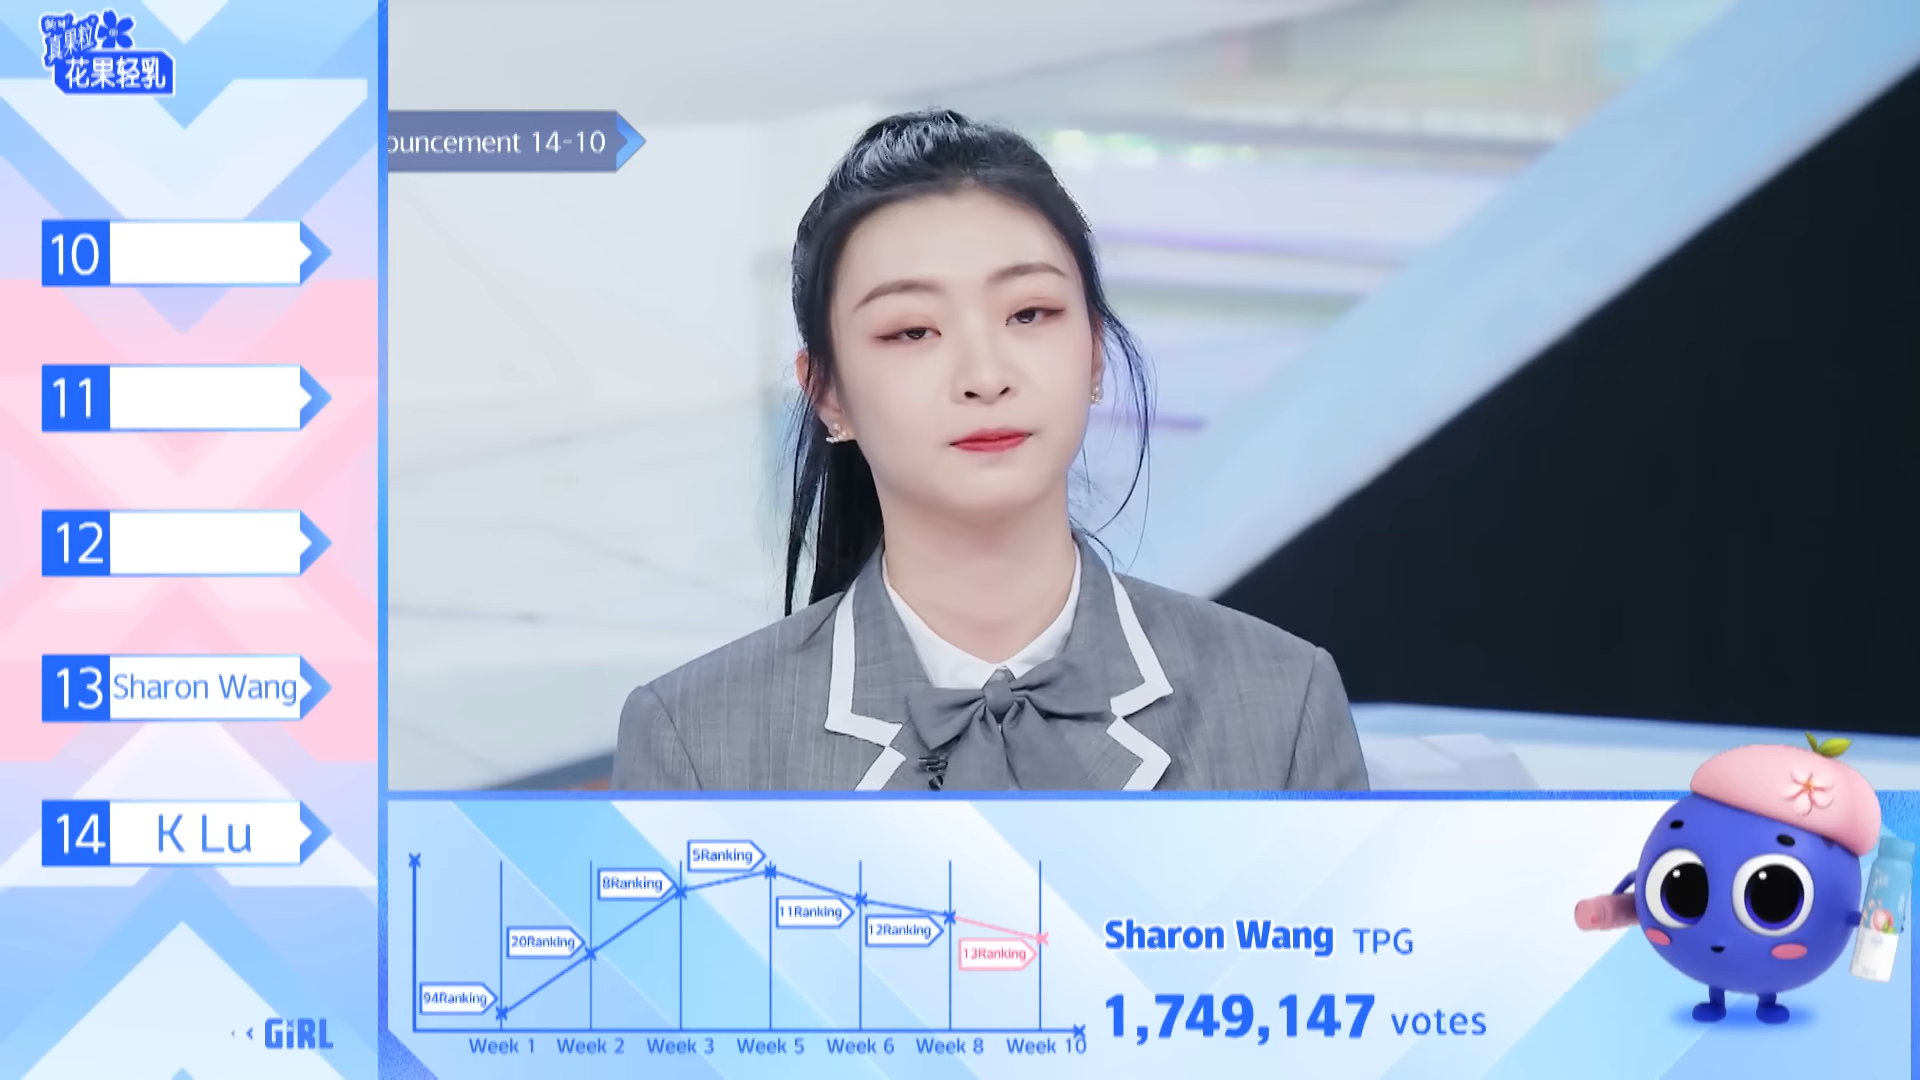 真果粒
花果轻乳
ouncement 14-10
10
11
12
13 Sharon Wang
14 K Lu
GiRL
94Ranking
20Ranking
8Ranking
5Ranking
11Ranking
12Ranking
13Ranking
Week 1 Week 2 Week 3 Week 5 Week 6 Week 8 Week 10
Sharon Wang TPG
1,749,147 votes